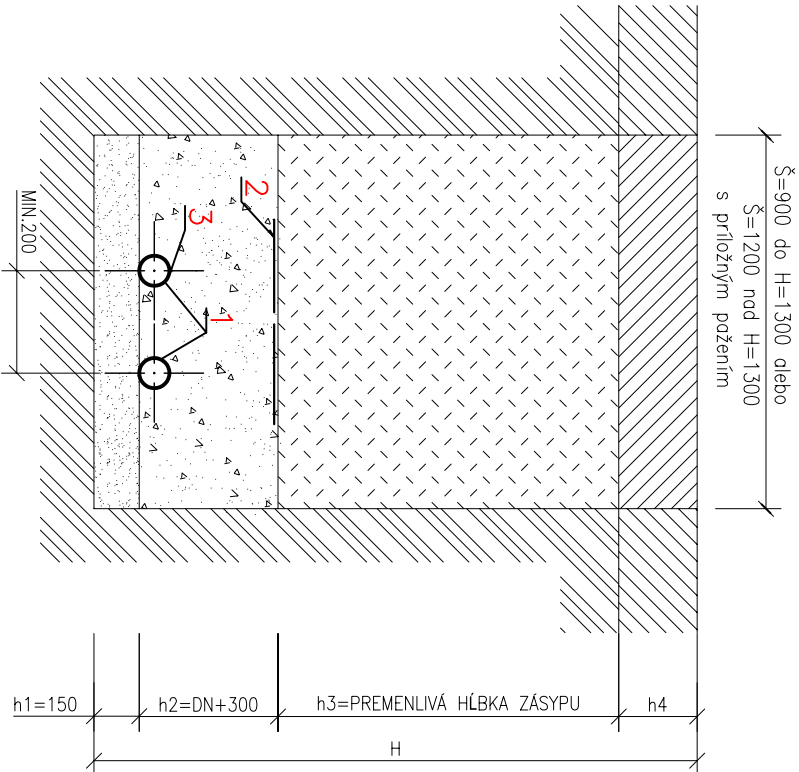 Š=900 do H=1300 alebo
Š=1200 nad H=1300
s príložným pažením
2
3
1
MIN.200
h1=150
h2=DN+300
h3=PREMENLIVÁ HĹBKA ZÁSYPU
h4
H